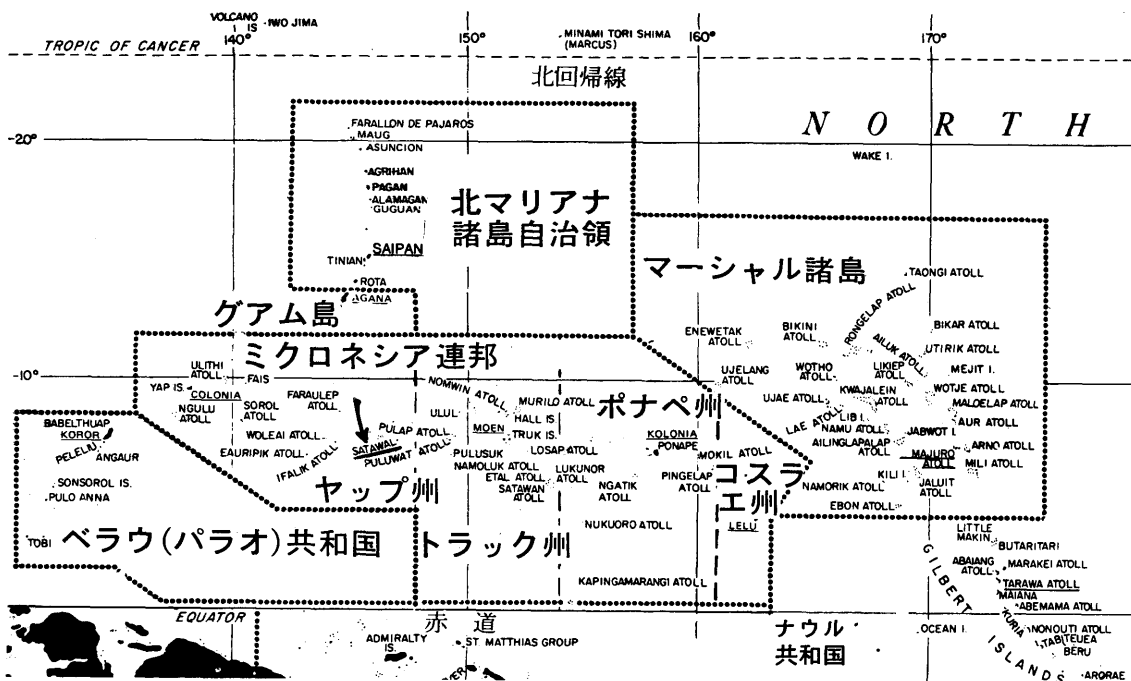 VOLCANO
IS
IWO JIMA
140°
150°
MINAMI TORI SHIMA
(MARCUS)
160°
170°
TROPIC OF CANCER
北回帰線
FARALLON DE PAJAROS
MAUG
ASUNCION
20°
NORTH
WAKE I.
AGRIHAN
PAGAN
ALAMAGAN
GUGUAN
北マリアナ
諸島自治領
SAIPAN
TINIAN
ROTA
AGANA
グアム島
マーシャル諸島
TAONGI ATOLL
RONGELAP ATOLL
ENEWETAK
ATOLL
BIKINI
ATOLL
BIKAR ATOLL
AILUK ATOLL
UTIRIK ATOLL
ミクロネシア連邦
ULITHI
ATOLL
FAIS
10°
YAP IS.
COLONIA
NGULU
ATOLL
SOROL
ATOLL
FARAULEP
ATOLL
NOMWIN ATOLL
MURILO ATOLL
ポナペ州
UJELANG
ATOLL
WOTHO
ATOLL
LIKIEP
ATOLL
MEJIT I.
KWAJALEIN
ATOLL
WOTJE ATOLL
UJAE ATOLL
MALOELAP ATOLL
LAE ATOLL
LIB I.
NAMU ATOLL
AUR ATOLL
JABWOT I.
AILINGLAPALAP
ATOLL
ARNO ATOLL
MAJURO
ATOLL
MILI ATOLL
KILI I.
JALUIT
ATOLL
NAMORIK ATOLL
EBON ATOLL
BABELTHUAP
KOROR
PELELIU
ANGAUR
WOLEAI ATOLL
EAURIPIK ATOLL
IFALIK ATOLL
SATAWAL
PULAP ATOLL
PULUWAT ATOLL
ULUL
MOEN
HALL IS.
TRUK IS.
LOSAP ATOLL
KOLONIA
PONAPE
MOKIL ATOLL
PULUSUK
NAMOLUK ATOLL
ETAL ATOLL
SATAWAN
ATOLL
LUKUNOR
ATOLL
NGATIK
ATOLL
PINGELAP
ATOLL
コスラ
エ州
LELU
ヤップ州
SONSOROL IS.
PULO ANNA
TOBI
ベラウ(パラオ)共和国
トラック州
NUKUORO ATOLL
KAPINGAMARANGI ATOLL
LITTLE
MAKIN
BUTARITARI
ABAIANG
ATOLL
MARAKEI ATOLL
TARAWA ATOLL
MAIANA
ABEMAMA ATOLL
KURIA
I.
NONOUTI ATOLL
TABITEUEA
BERU
ARORAE
GILBERT ISLANDS
EQUATOR
赤道
ADMIRALTY
IS.
ST MATTHIAS GROUP
ナウル
共和国
OCEAN I.